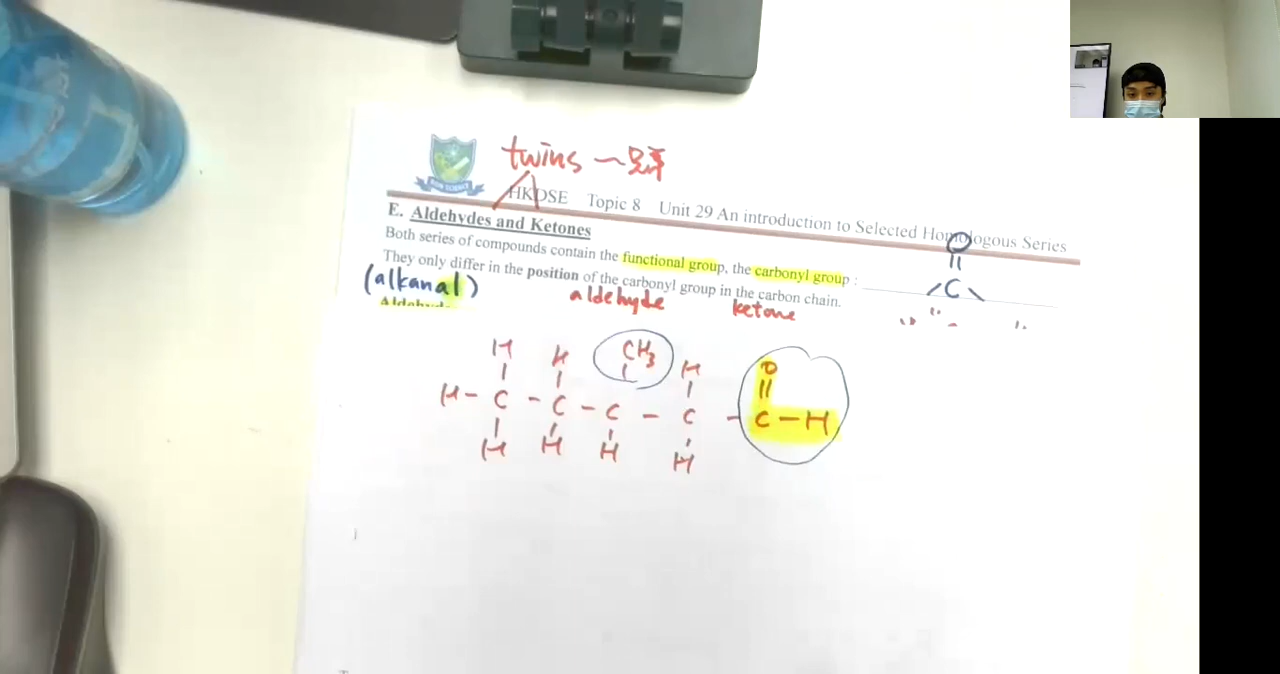 twins 一孖
HKDSE Topic 8 Unit 29 An introduction to Selected Homologous Series
E. Aldehydes and Ketones
Both series of compounds contain the functional group, the carbonyl group :
They only differ in the position of the carbonyl group in the carbon chain.
O
C
(alkanal)
aldehyde ketone
H H CH3 H O
H - C - C - C - C - C - H
H H H H